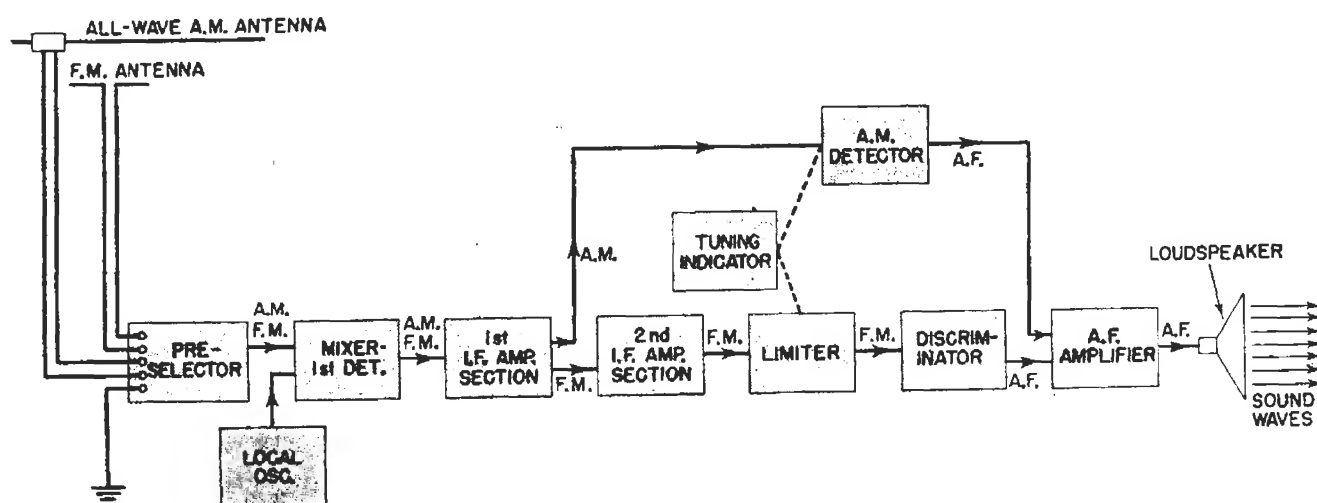 ALL-WAVE A.M. ANTENNA
F.M. ANTENNA
A.M.
DETECTOR
A.F.
TUNING
INDICATOR
A.M.
LOUDSPEAKER
PRE-
SELECTOR
A.M.
F.M.
MIXER-
1st DET.
A.M.
F.M.
1st
I.F. AMP.
SECTION
F.M.
2nd
I.F. AMP.
SECTION
F.M.
LIMITER
F.M.
DISCRIM-
INATOR
A.F.
A.F.
AMPLIFIER
A.F.
SOUND
WAVES
LOCAL
OSC.